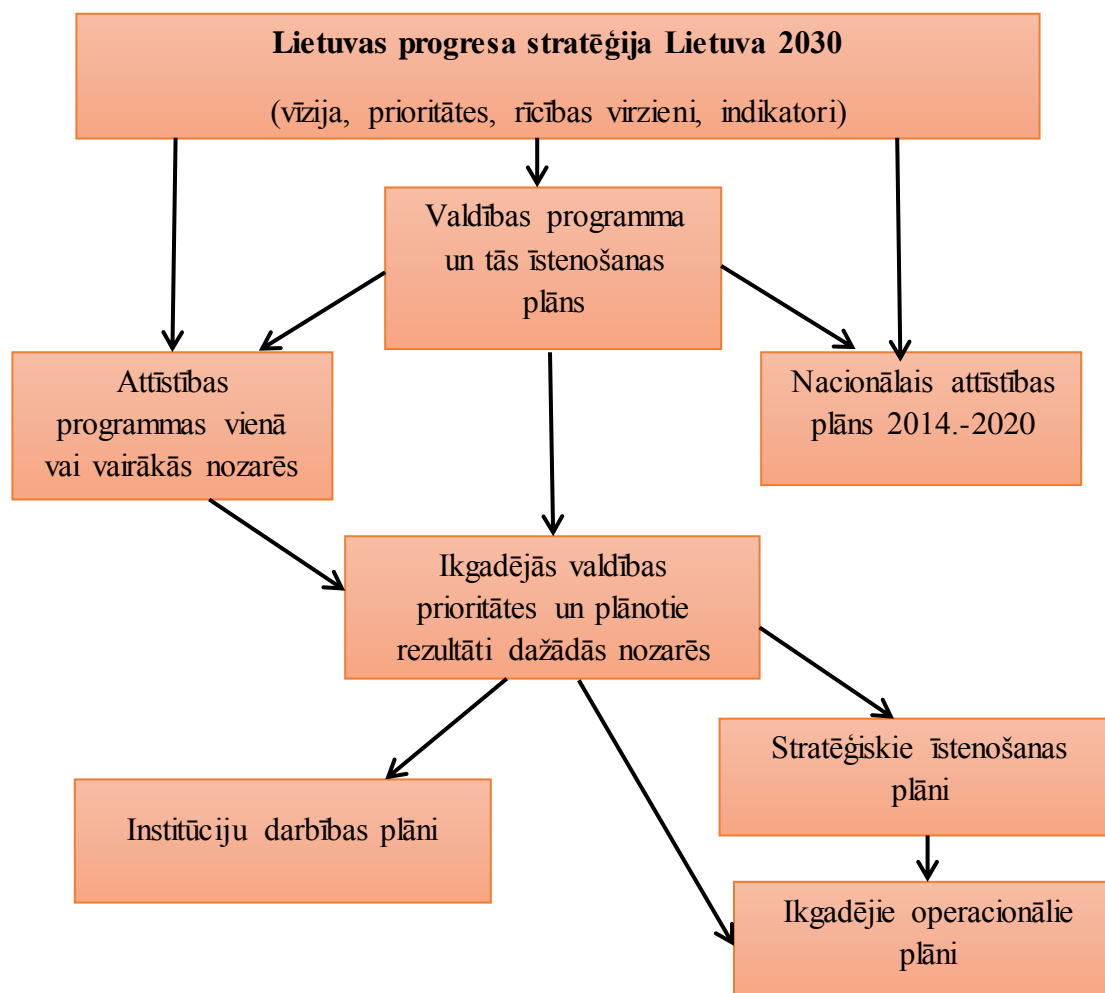 Lietuvas progresa stratēģija Lietuva 2030
(vīzija, prioritātes, rīcības virzieni, indikatori)
Valdības programma
un tās īstenošanas
plāns
Attīstības
programmas vienā
vai vairākās nozarēs
Nacionālais attīstības
plāns 2014.-2020
Ikgadējās valdības
prioritātes un plānotie
rezultāti dažādās nozarēs
Stratēģiskie īstenošanas
plāni
Institūciju darbības plāni
Ikgadējie operacionālie
plāni